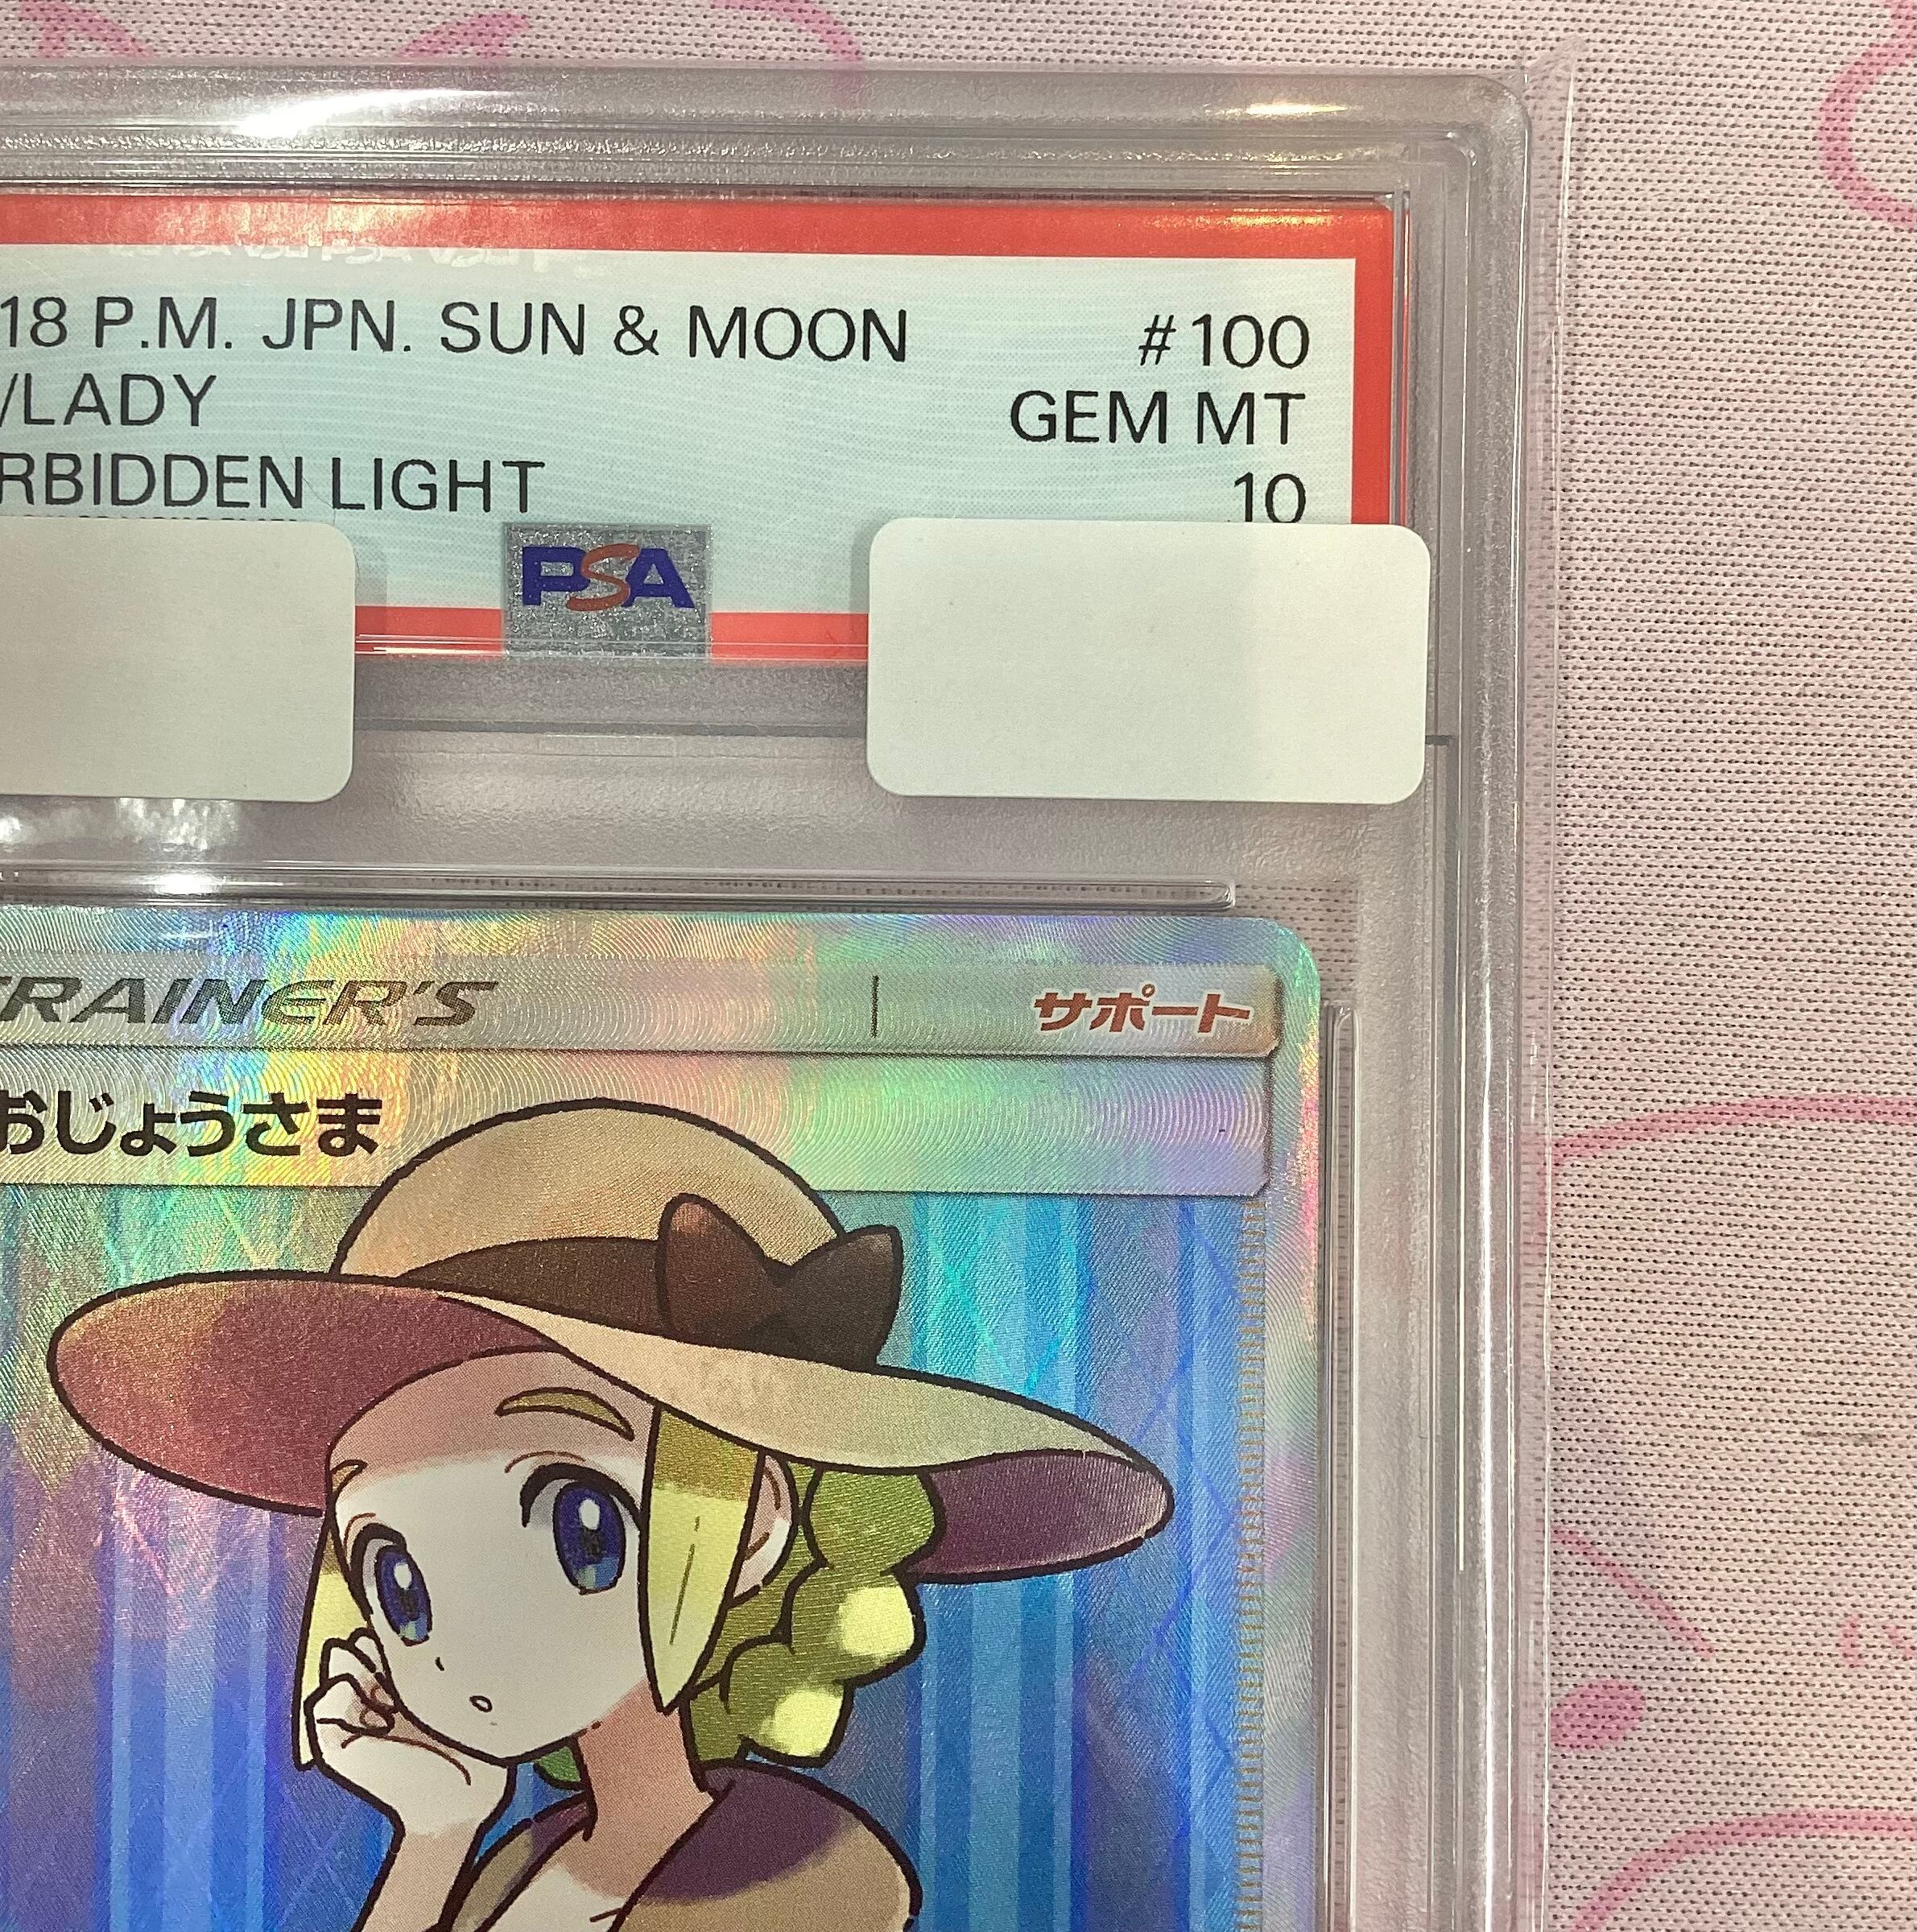 18 P.M. JPN. SUN & MOON #100
/LADY GEM MT
RBIDDEN LIGHT 10
PSA
TRAINER'S サポート
おじょうさま